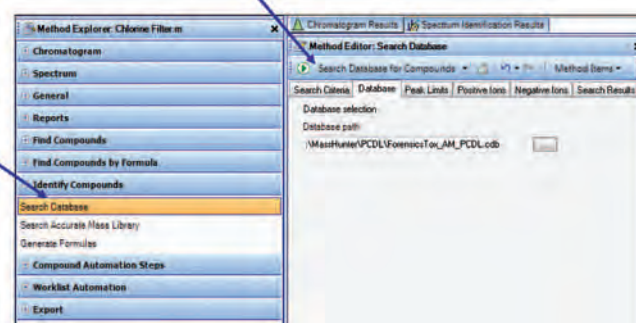 Method Explorer: Chlorine Filter.m
Chromatogram
Spectrum
General
Reports
Find Compounds
Find Compounds by Formula
Identify Compounds
Search Database
Search Accurate Mass Library
Generate Formulas
Compound Automation Steps
Worklist Automation
Export
Chromatogram Results
Spectrum Identification Results
Method Editor: Search Database
Search Database for Compounds
Method Items
Search Criteria Database Peak Limits Positive Ions Negative Ions Search Results
Database selection
Database path
:\MassHunter\PCDL\ForensicsTox_AM_PCDL.cdb
...